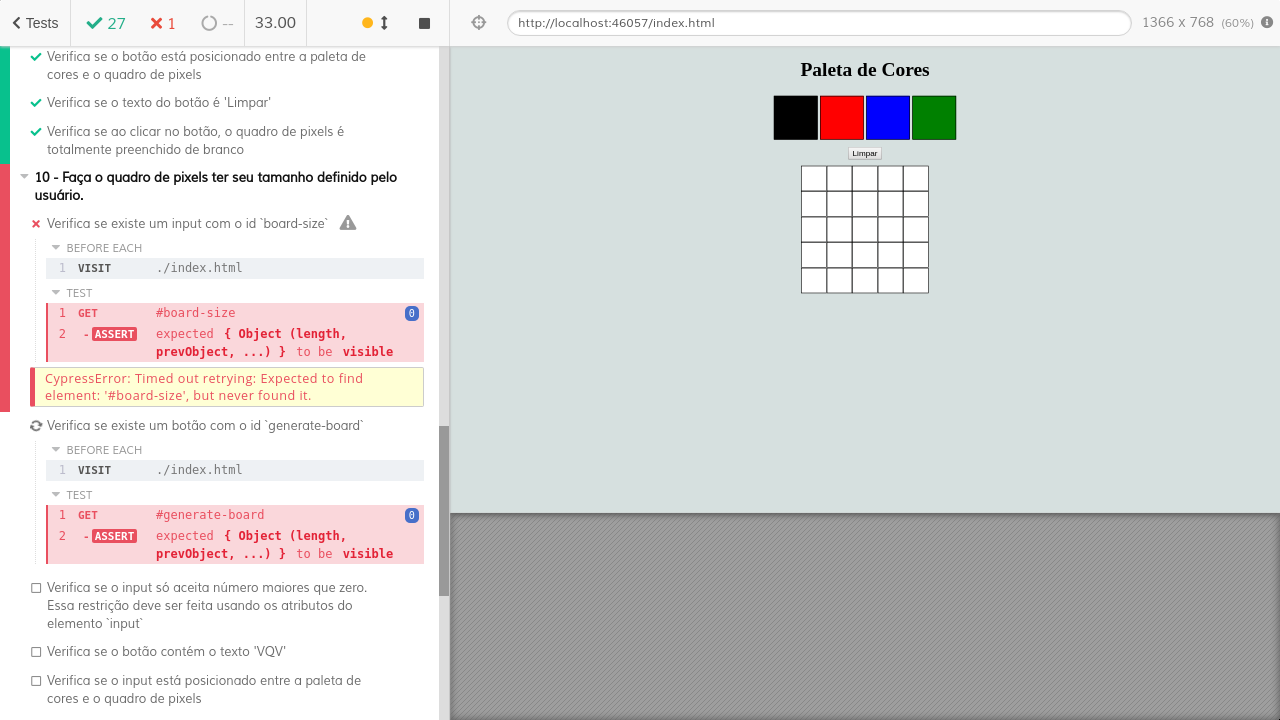 Tests 27 1 -- 33.00 http://localhost:46057/index.html 1366 x 768 (60%)
Verifica se o botão está posicionado entre a paleta de
cores e o quadro de pixels
Verifica se o texto do botão é 'Limpar'
Verifica se ao clicar no botão, o quadro de pixels é
totalmente preenchido de branco
10 - Faça o quadro de pixels ter seu tamanho definido pelo
usuário.
Verifica se existe um input com o id `board-size`
BEFORE EACH
1 VISIT ./index.html
TEST
1 GET #board-size 0
2 -ASSERT expected { Object (length,
prevObject, ...) } to be visible
CypressError: Timed out retrying: Expected to find
element: '#board-size', but never found it.
Verifica se existe um botão com o id `generate-board`
BEFORE EACH
1 VISIT ./index.html
TEST
1 GET #generate-board 0
2 -ASSERT expected { Object (length,
prevObject, ...) } to be visible
Verifica se o input só aceita número maiores que zero.
Essa restrição deve ser feita usando os atributos do
elemento `input`
Verifica se o botão contém o texto 'VQV'
Verifica se o input está posicionado entre a paleta de
cores e o quadro de pixels
Paleta de Cores
Limpar